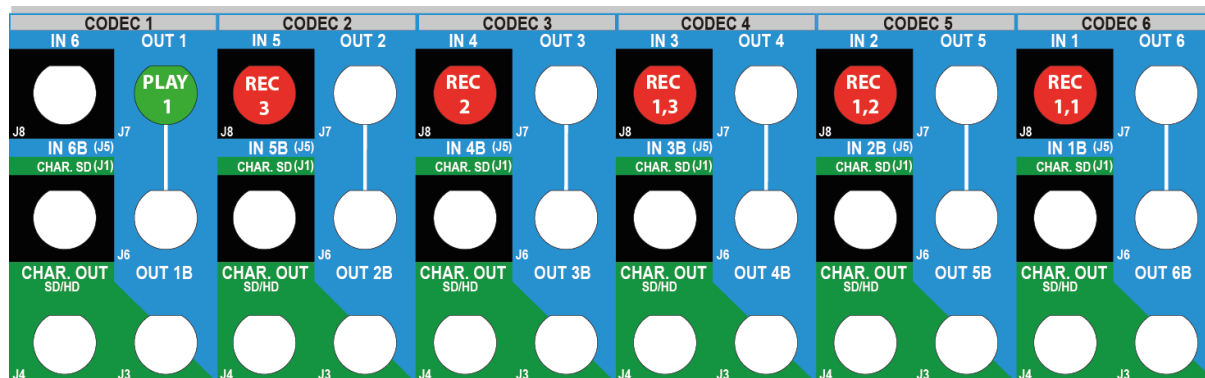 CODEC 1 CODEC 2 CODEC 3 CODEC 4 CODEC 5 CODEC 6
IN 6 OUT 1 IN 5 OUT 2 IN 4 OUT 3 IN 3 OUT 4 IN 2 OUT 5 IN 1 OUT 6
PLAY REC REC REC REC REC
1 3 2 1,3 1,2 1,1
J8 J7 J8 J7 J8 J7 J8 J7 J8 J7 J8 J7
IN 6B (J5) IN 5B (J5) IN 4B (J5) IN 3B (J5) IN 2B (J5) IN 1B (J5)
CHAR. SD (J1) CHAR. SD (J1) CHAR. SD (J1) CHAR. SD (J1) CHAR. SD (J1) CHAR. SD (J1)
J6 J6 J6 J6 J6 J6
CHAR. OUT OUT 1B CHAR. OUT OUT 2B CHAR. OUT OUT 3B CHAR. OUT OUT 4B CHAR. OUT OUT 5B CHAR. OUT OUT 6B
SD/HD SD/HD SD/HD SD/HD SD/HD SD/HD
J4 J3 J4 J3 J4 J3 J4 J3 J4 J3 J4 J3